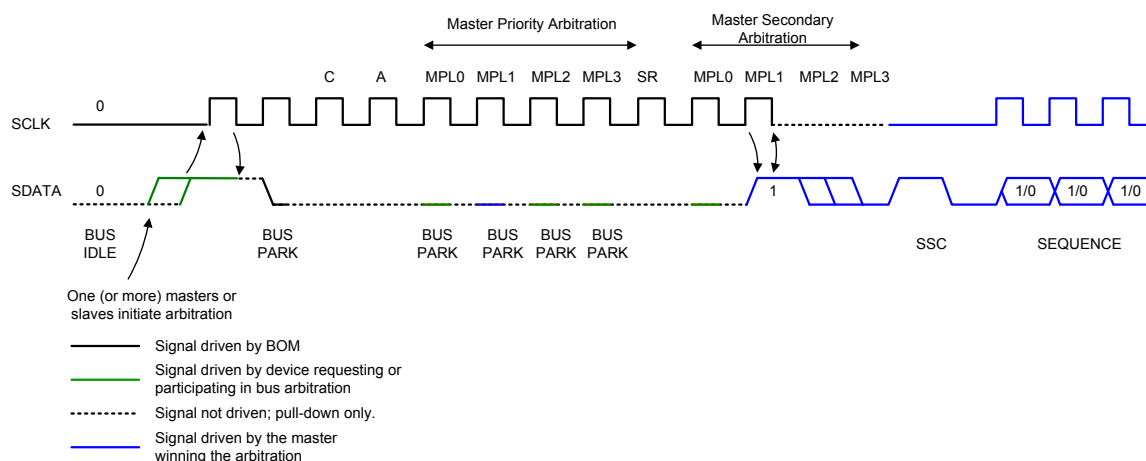 Master Priority Arbitration
Master Secondary
Arbitration
C A MPL0 MPL1 MPL2 MPL3 SR MPL0 MPL1 MPL2 MPL3
0
SCLK
SDATA 0 1 1/0 1/0 1/0
BUS
IDLE
BUS
PARK
BUS
PARK
BUS
PARK
BUS
PARK
BUS
PARK
SSC
SEQUENCE
One (or more) masters or
slaves initiate arbitration
Signal driven by BOM
Signal driven by device requesting or
participating in bus arbitration
Signal not driven; pull-down only.
Signal driven by the master
winning the arbitration